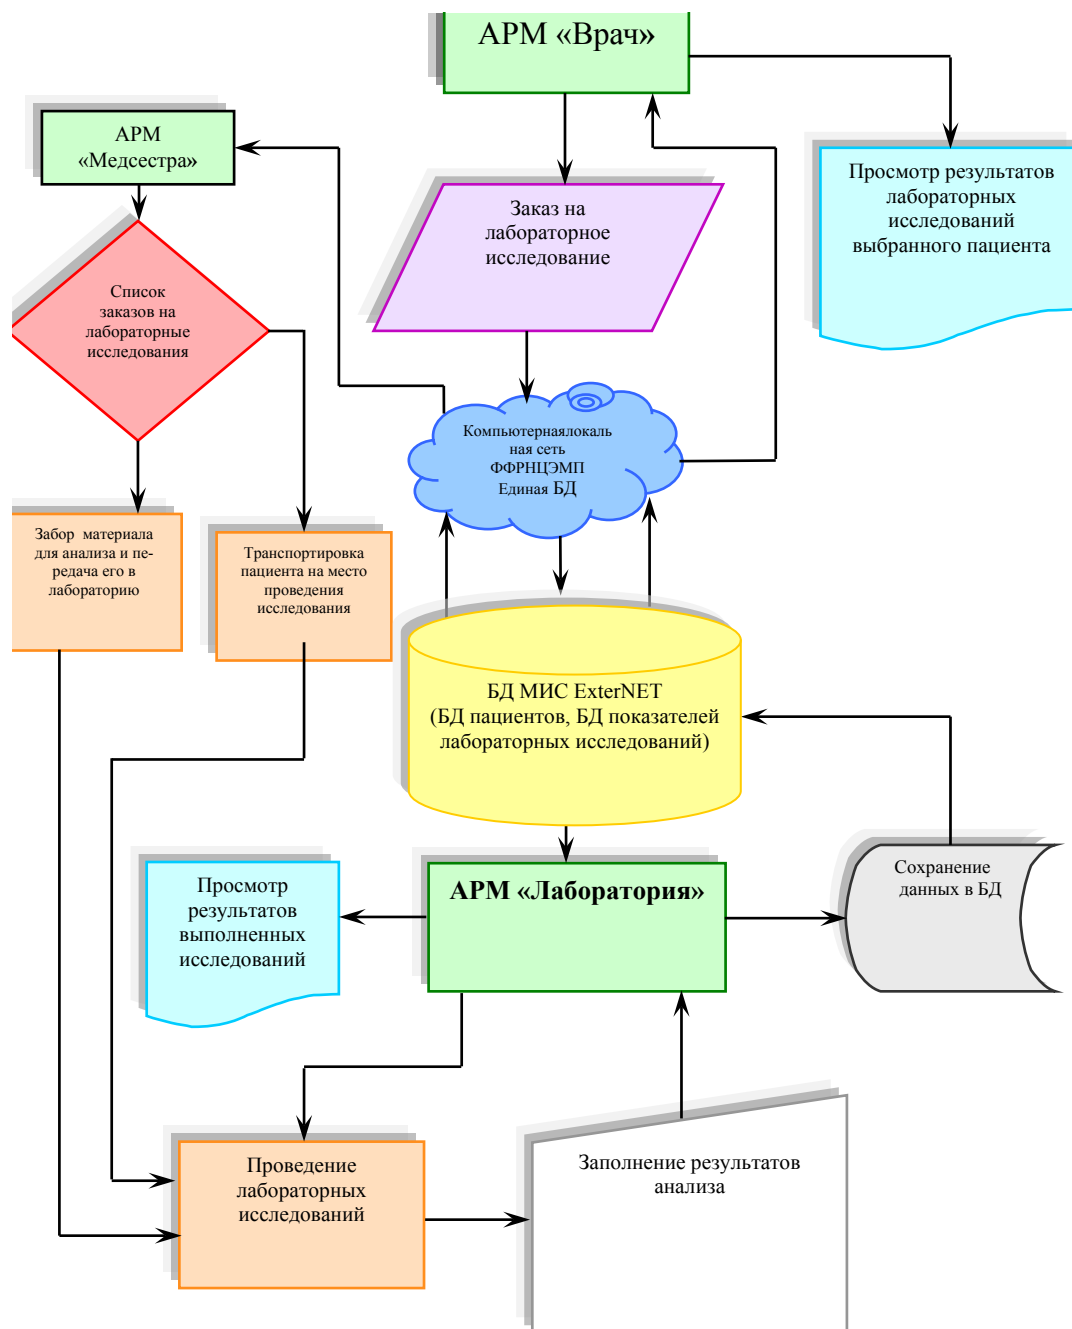 АРМ «Врач»
АРМ
«Медсестра»
Просмотр результатов
лабораторных
исследований
выбранного пациента
Заказ на
лабораторное
исследование
Список
заказов на
лабораторные
исследования
Компьютернаялокаль
ная сеть
ФФРНЦЭМП
Единая БД
Забор материала
для анализа и пе-
редача его в
лабораторию
Транспортировка
пациента на место
проведения
исследования
БД МИС ExterNET
(БД пациентов, БД показателей
лабораторных исследований)
Просмотр
результатов
выполненных
исследований
АРМ «Лаборатория»
Сохранение
данных в БД
Проведение
лабораторных
исследований
Заполнение результатов
анализа